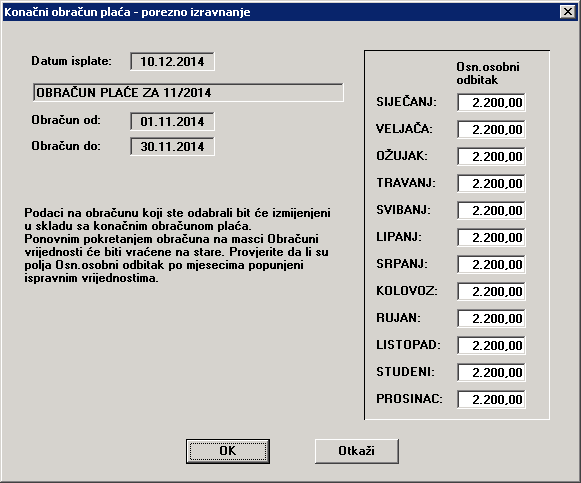 Konačni obračun plaća - porezno izravnanje
Datum isplate: 10.12.2014
OBRAČUN PLAĆE ZA 11/2014
Obračun od: 01.11.2014
Obračun do: 30.11.2014
Podaci na obračunu koji ste odabrali bit će izmijenjeni
u skladu sa konačnim obračunom plaća.
Ponovnim pokretanjem obračuna na masci Obračuni
vrijednosti će biti vraćene na stare. Provjerite da li su
polja Osn.osobni odbitak po mjesecima popunjeni
ispravnim vrijednostima.
Osn.osobni
odbitak
SIJEČANJ: 2.200,00
VELJAČA: 2.200,00
OŽUJAK: 2.200,00
TRAVANJ: 2.200,00
SVIBANJ: 2.200,00
LIPANJ: 2.200,00
SRPANJ: 2.200,00
KOLOVOZ: 2.200,00
RUJAN: 2.200,00
LISTOPAD: 2.200,00
STUDENI: 2.200,00
PROSINAC: 2.200,00
OK
Otkaži